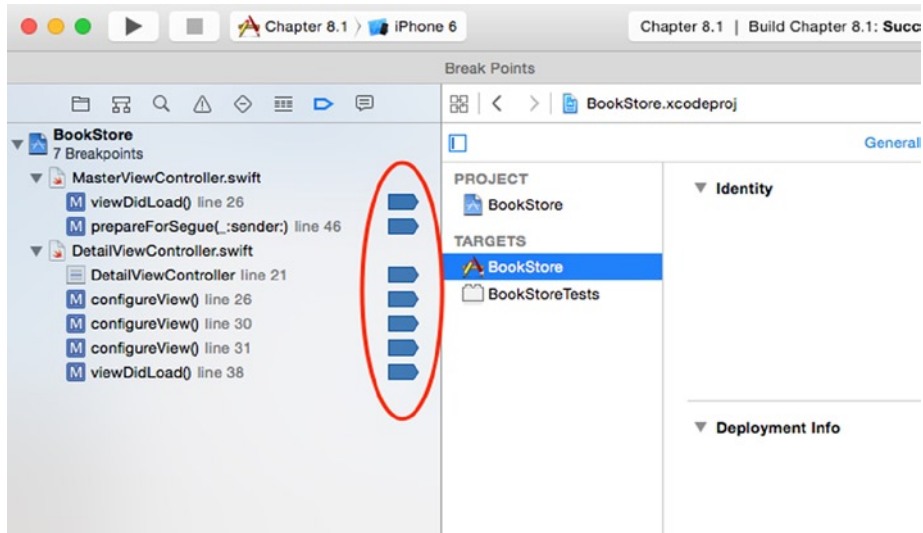 Chapter 8.1 iPhone 6
Chapter 8.1 | Build Chapter 8.1: Succ
Break Points
BookStore.xcodeproj
BookStore
7 Breakpoints
General
MasterViewController.swift
M viewDidLoad() line 26
M prepareForSegue(_:sender:) line 46
DetailViewController.swift
DetailViewController line 21
M configureView() line 26
M configureView() line 30
M configureView() line 31
M viewDidLoad() line 38
PROJECT
BookStore
TARGETS
BookStore
BookStoreTests
Identity
Deployment Info